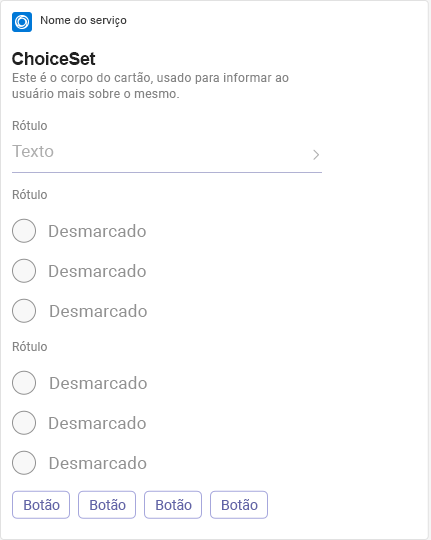 Nome do serviço
ChoiceSet
Este é o corpo do cartão, usado para informar ao
usuário mais sobre o mesmo.
Rótulo
Texto
Rótulo
Desmarcado
Desmarcado
Desmarcado
Rótulo
Desmarcado
Desmarcado
Desmarcado
Botão Botão Botão Botão